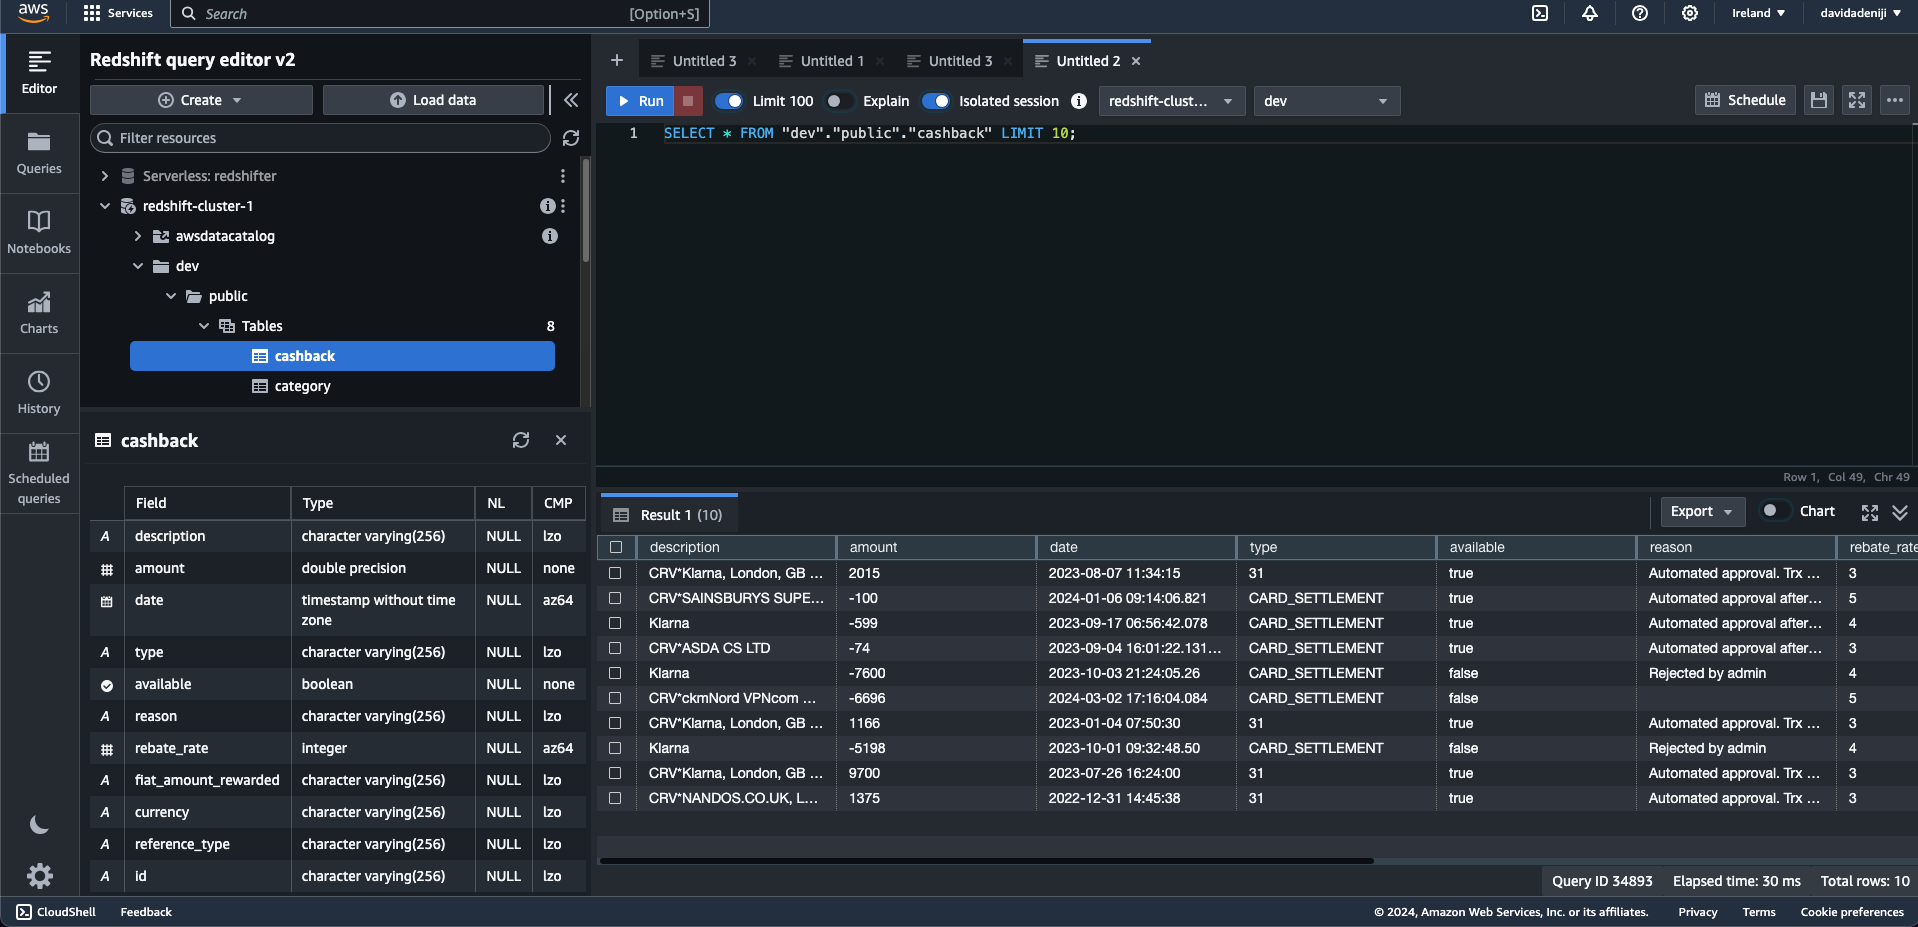 aws
Services
Search
[Option+S]
Ireland
davidadeniji
Editor
Queries
Notebooks
Charts
History
Scheduled
queries
Redshift query editor v2
Create
Load data
Filter resources
Serverless: redshifter
redshift-cluster-1
awsdatacatalog
dev
public
Tables 8
cashback
category
cashback
Field Type NL CMP
A description character varying(256) NULL lzo
amount double precision NULL none
date timestamp without time NULL az64
zone
A type character varying(256) NULL lzo
available boolean NULL none
A reason character varying(256) NULL lzo
rebate_rate integer NULL az64
A fiat_amount_rewarded character varying(256) NULL lzo
A currency character varying(256) NULL lzo
A reference_type character varying(256) NULL lzo
A id character varying(256) NULL lzo
Untitled 3
Untitled 1
Untitled 3
Untitled 2
Run
Limit 100
Explain
Isolated session
redshift-clust...
dev
Schedule
1 SELECT * FROM "dev"."public"."cashback" LIMIT 10;
Row 1, Col 49, Chr 49
Result 1 (10)
Export
Chart
description amount date type available reason rebate_rate
CRV*Klarna, London, GB ... 2015 2023-08-07 11:34:15 31 true Automated approval. Trx ... 3
CRV*SAINSBURYS SUPE... -100 2024-01-06 09:14:06.821 CARD_SETTLEMENT true Automated approval after... 5
Klarna -599 2023-09-17 06:56:42.078 CARD_SETTLEMENT true Automated approval after... 4
CRV*ASDA CS LTD -74 2023-09-04 16:01:22.131... CARD_SETTLEMENT true Automated approval after... 3
Klarna -7600 2023-10-03 21:24:05.26 CARD_SETTLEMENT false Rejected by admin 4
CRV*ckmNord VPNcom ... -6696 2024-03-02 17:16:04.084 CARD_SETTLEMENT false 5
CRV*Klarna, London, GB ... 1166 2023-01-04 07:50:30 31 true Automated approval. Trx ... 3
Klarna -5198 2023-10-01 09:32:48.50 CARD_SETTLEMENT false Rejected by admin 4
CRV*Klarna, London, GB ... 9700 2023-07-26 16:24:00 31 true Automated approval. Trx ... 3
CRV*NANDOS.CO.UK, L... 1375 2022-12-31 14:45:38 31 true Automated approval. Trx ... 3
Query ID 34893 Elapsed time: 30 ms Total rows: 10
CloudShell
Feedback
© 2024, Amazon Web Services, Inc. or its affiliates.
Privacy
Terms
Cookie preferences